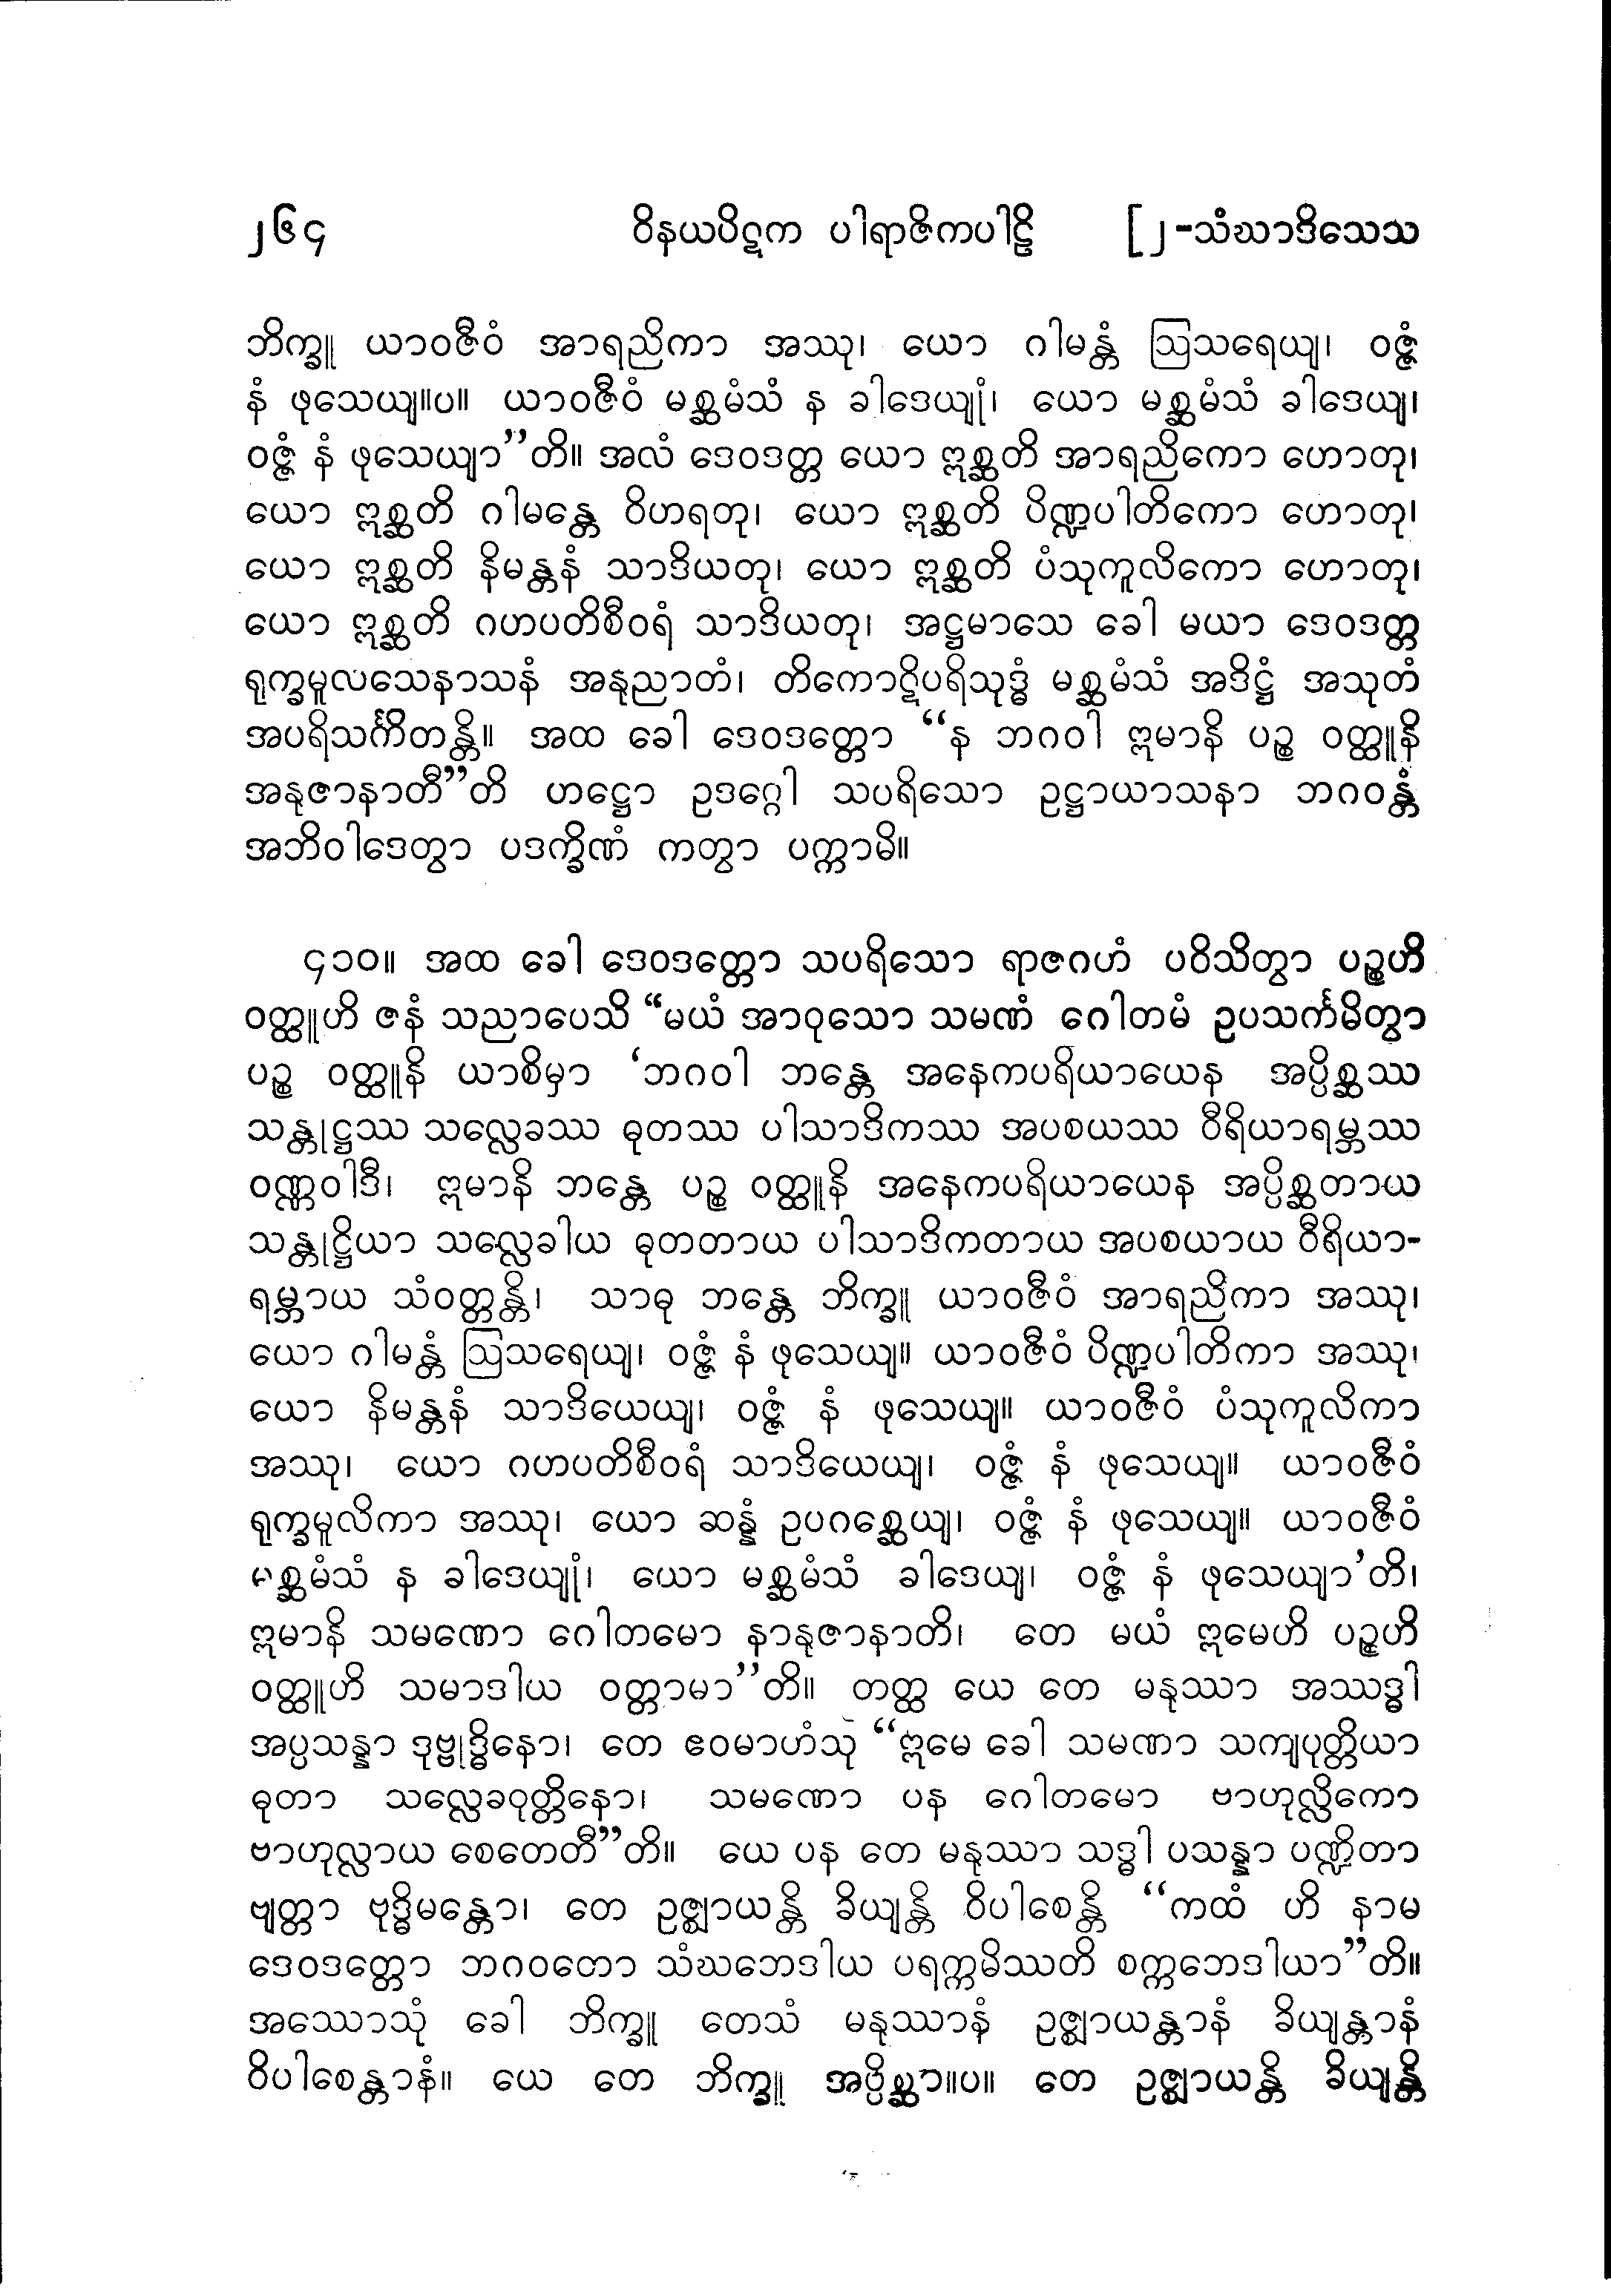 ၂၆၄ ဝိနယပိဋက ပါရာဇိကပါဠိ [၂-သံဃာဒိသေသ
ဘိက္ခူ ယာဝဇီဝံ အာရညိကာ အဿု၊ ယော ဂါမန္တံ ဩသရေယျ၊ ဝဇ္ဇံ
နံ ဖုသေယျ။ပ။ ယာဝဇီဝံ မစ္ဆမံသံ န ခါဒေယျုံ၊ ယော မစ္ဆမံသံ ခါဒေယျ၊
ဝဇ္ဇံ နံ ဖုသေယျာ”တိ။ အလံ ဒေဝဒတ္တ ယော ဣစ္ဆတိ အာရညိကော ဟောတု၊
ယော ဣစ္ဆတိ ဂါမန္တေ ဝိဟရတု၊ ယော ဣစ္ဆတိ ပိဏ္ဍပါတိကော ဟောတု၊
ယော ဣစ္ဆတိ နိမန္တနံ သာဒိယတု၊ ယော ဣစ္ဆတိ ပံသုကူလိကော ဟောတု၊
ယော ဣစ္ဆတိ ဂဟပတိစီဝရံ သာဒိယတု၊ အဋ္ဌမာသေ ခေါ မယာ ဒေဝဒတ္တ
ရုက္ခမူလသေနာသနံ အနုညာတံ၊ တိကောဋိပရိသုဒ္ဓံ မစ္ဆမံသံ အဒိဋ္ဌံ အသုတံ
အပရိသင်္ကိတန္တိ။ အထ ခေါ ဒေဝဒတ္တော “န ဘဂဝါ ဣမာနိ ပဉ္စ ဝတ္ထူနိ
အနုဇာနာတီ”တိ ဟဋ္ဌော ဥဒဂ္ဂေါ သပရိသော ဥဋ္ဌာယာသနာ ဘဂဝန္တံ
အဘိဝါဒေတွာ ပဒက္ခိဏံ ကတွာ ပက္ကာမိ။
၄၁၀။ အထ ခေါ ဒေဝဒတ္တော သပရိသော ရာဇဂဟံ ပဝိသိတွာ ပဉ္စဟိ
ဝတ္ထူဟိ ဇနံ သညာပေသိ “မယံ အာဝုသော သမဏံ ဂေါတမံ ဥပသင်္ကမိတွာ
ပဉ္စ ဝတ္ထူနိ ယာစိမှာ ‘ဘဂဝါ ဘန္တေ အနေကပရိယာယေန အပ္ပိစ္ဆဿ
သန္တုဋ္ဌဿ သလ္လေခဿ ဓုတဿ ပါသာဒိကဿ အပစယဿ ဝီရိယာရမ္ဘဿ
ဝဏ္ဏဝါဒီ၊ ဣမာနိ ဘန္တေ ပဉ္စ ဝတ္ထူနိ အနေကပရိယာယေန အပ္ပိစ္ဆတာယ
သန္တုဋ္ဌိယာ သလ္လေခါယ ဓုတတာယ ပါသာဒိကတာယ အပစယာယ ဝီရိယာ-
ရမ္ဘာယ သံဝတ္တန္တိ၊ သာဓု ဘန္တေ ဘိက္ခူ ယာဝဇီဝံ အာရညိကာ အဿု၊
ယော ဂါမန္တံ ဩသရေယျ၊ ဝဇ္ဇံ နံ ဖုသေယျ။ ယာဝဇီဝံ ပိဏ္ဍပါတိကာ အဿု၊
ယော နိမန္တနံ သာဒိယေယျ၊ ဝဇ္ဇံ နံ ဖုသေယျ။ ယာဝဇီဝံ ပံသုကူလိကာ
အဿု၊ ယော ဂဟပတိစီဝရံ သာဒိယေယျ၊ ဝဇ္ဇံ နံ ဖုသေယျ။ ယာဝဇီဝံ
ရုက္ခမူလိကာ အဿု၊ ယော ဆန္နံ ဥပဂစ္ဆေယျ၊ ဝဇ္ဇံ နံ ဖုသေယျ။ ယာဝဇီဝံ
မစ္ဆမံသံ န ခါဒေယျုံ၊ ယော မစ္ဆမံသံ ခါဒေယျ၊ ဝဇ္ဇံ နံ ဖုသေယျာ’တိ၊
ဣမာနိ သမဏော ဂေါတမော နာနုဇာနာတိ၊ တေ မယံ ဣမေဟိ ပဉ္စဟိ
ဝတ္ထူဟိ သမာဒါယ ဝတ္တာမာ”တိ။ တတ္ထ ယေ တေ မနုဿာ အဿဒ္ဓါ
အပ္ပသန္နာ ဒုဗ္ဗုဒ္ဓိနော၊ တေ ဧဝမာဟံသု “ဣမေ ခေါ သမဏာ သကျပုတ္တိယာ
ဓုတာ သလ္လေခဝုတ္တိနော၊ သမဏော ပန ဂေါတမော ဗာဟုလ္လိကော
ဗာဟုလ္လာယ စေတေတီ”တိ။ ယေ ပန တေ မနုဿာ သဒ္ဓါ ပသန္နာ ပဏ္ဍိတာ
ဗျတ္တာ ဗုဒ္ဓိမန္တော၊ တေ ဥဇ္ဈာယန္တိ ခိယျန္တိ ဝိပါစေန္တိ “ကထံ ဟိ နာမ
ဒေဝဒတ္တော ဘဂဝတော သံဃဘေဒါယ ပရက္ကမိဿတိ စက္ကဘေဒါယာ”တိ။
အဿောသုံ ခေါ ဘိက္ခူ တေသံ မနုဿာနံ ဥဇ္ဈာယန္တာနံ ခိယျန္တာနံ
ဝိပါစေန္တာနံ။ ယေ တေ ဘိက္ခူ အပ္ပိစ္ဆာ။ပ။ တေ ဥဇ္ဈာယန္တိ ခိယျန္တိ